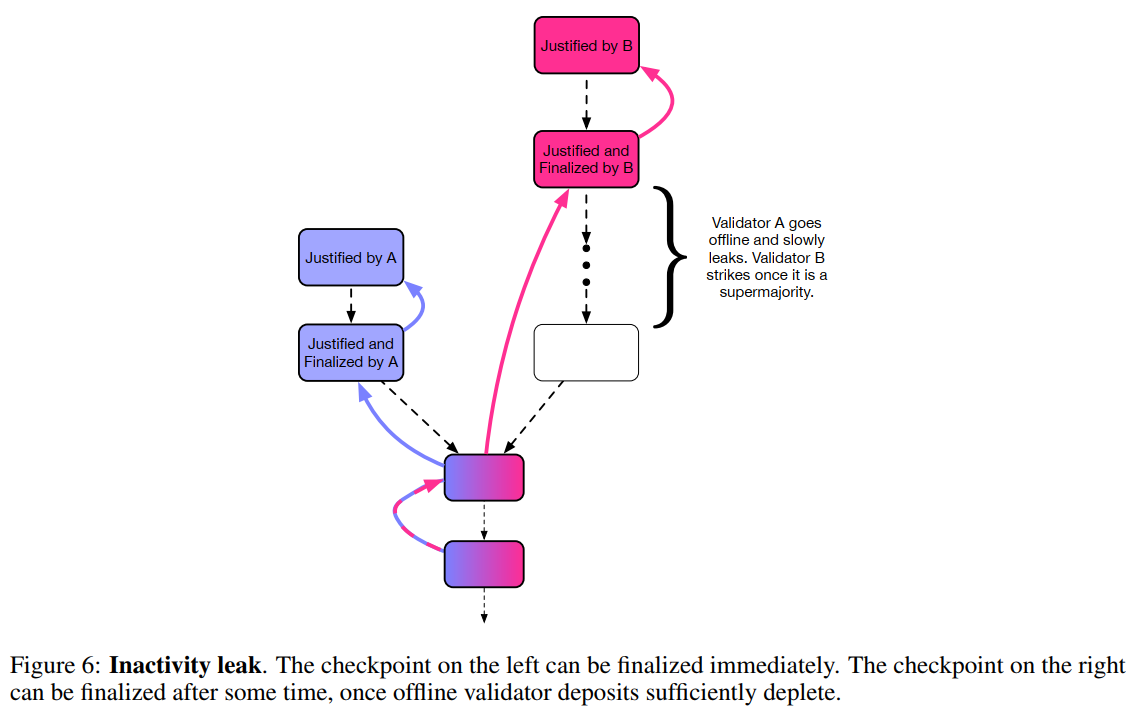 Justified by B
Justified and
Finalized by B
Validator A goes
offline and slowly
leaks. Validator B
strikes once it is a
supermajority.
Justified by A
Justified and
Finalized by A
Figure 6: Inactivity leak. The checkpoint on the left can be finalized immediately. The checkpoint on the right
can be finalized after some time, once offline validator deposits sufficiently deplete.